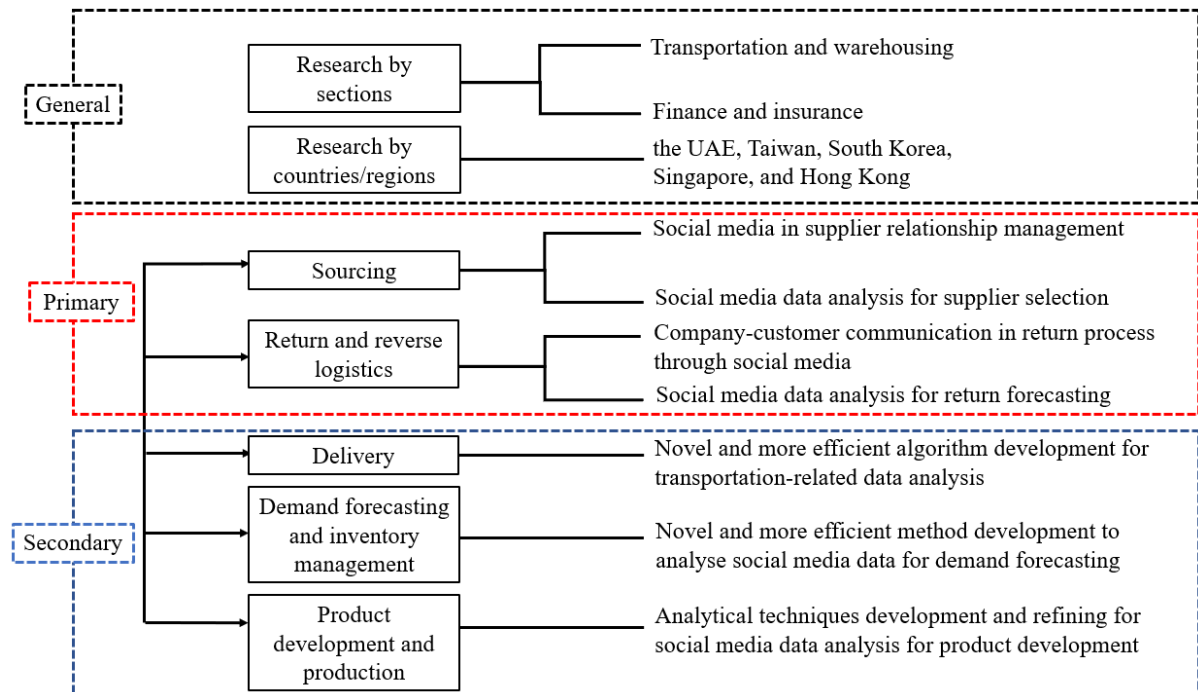 General
Research by
sections
Transportation and warehousing
Finance and insurance
Research by
countries/regions
the UAE, Taiwan, South Korea,
Singapore, and Hong Kong
Primary
Sourcing
Social media in supplier relationship management
Social media data analysis for supplier selection
Return and reverse
logistics
Company-customer communication in return process
through social media
Social media data analysis for return forecasting
Secondary
Delivery
Novel and more efficient algorithm development for
transportation-related data analysis
Demand forecasting
and inventory
management
Novel and more efficient method development to
analyse social media data for demand forecasting
Product
development and
production
Analytical techniques development and refining for
social media data analysis for product development